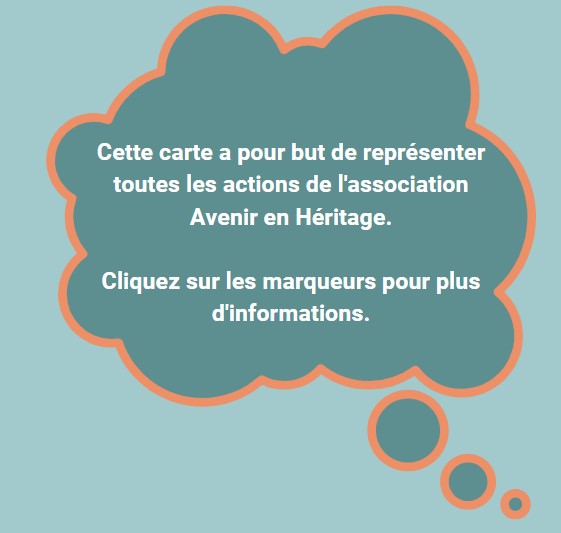 Cette carte a pour but de représenter
toutes les actions de l'association
Avenir en Héritage.
Cliquez sur les marqueurs pour plus
d'informations.